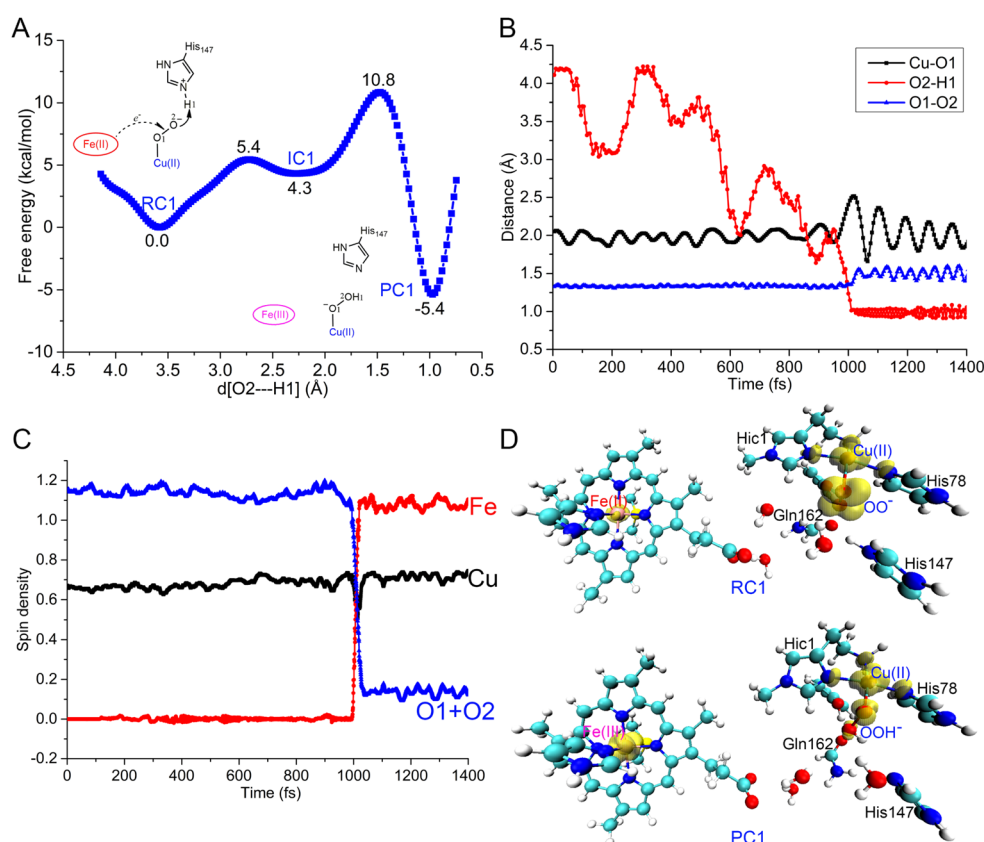 A
B
15
10
5
0
-5
-10
4.5 4.0 3.5 3.0 2.5 2.0 1.5 1.0 0.5
Free energy (kcal/mol)
d[O2---H1] (Å)
His147
HN
N
+
H1
e-
2-
O
O1
Fe(II)
Cu(II)
RC1
0.0
5.4
IC1
4.3
10.8
PC1
-5.4
His147
HN
N
Fe(III)
2OH1
-O1
Cu(II)
4.5
4.0
3.5
3.0
2.5
2.0
1.5
1.0
0.5
0 200 400 600 800 1000 1200 1400
Distance (Å)
Time (fs)
Cu-O1
O2-H1
O1-O2
C
1.2
1.0
0.8
0.6
0.4
0.2
0.0
-0.2
0 200 400 600 800 1000 1200 1400
Spin density
Time (fs)
Fe
Cu
O1+O2
D
Hic1
Cu(II)
His78
Fe(II)
OO-
Gln162
His147
RC1
Hic1
Cu(II)
His78
Fe(III)
OOH-
Gln162
His147
PC1